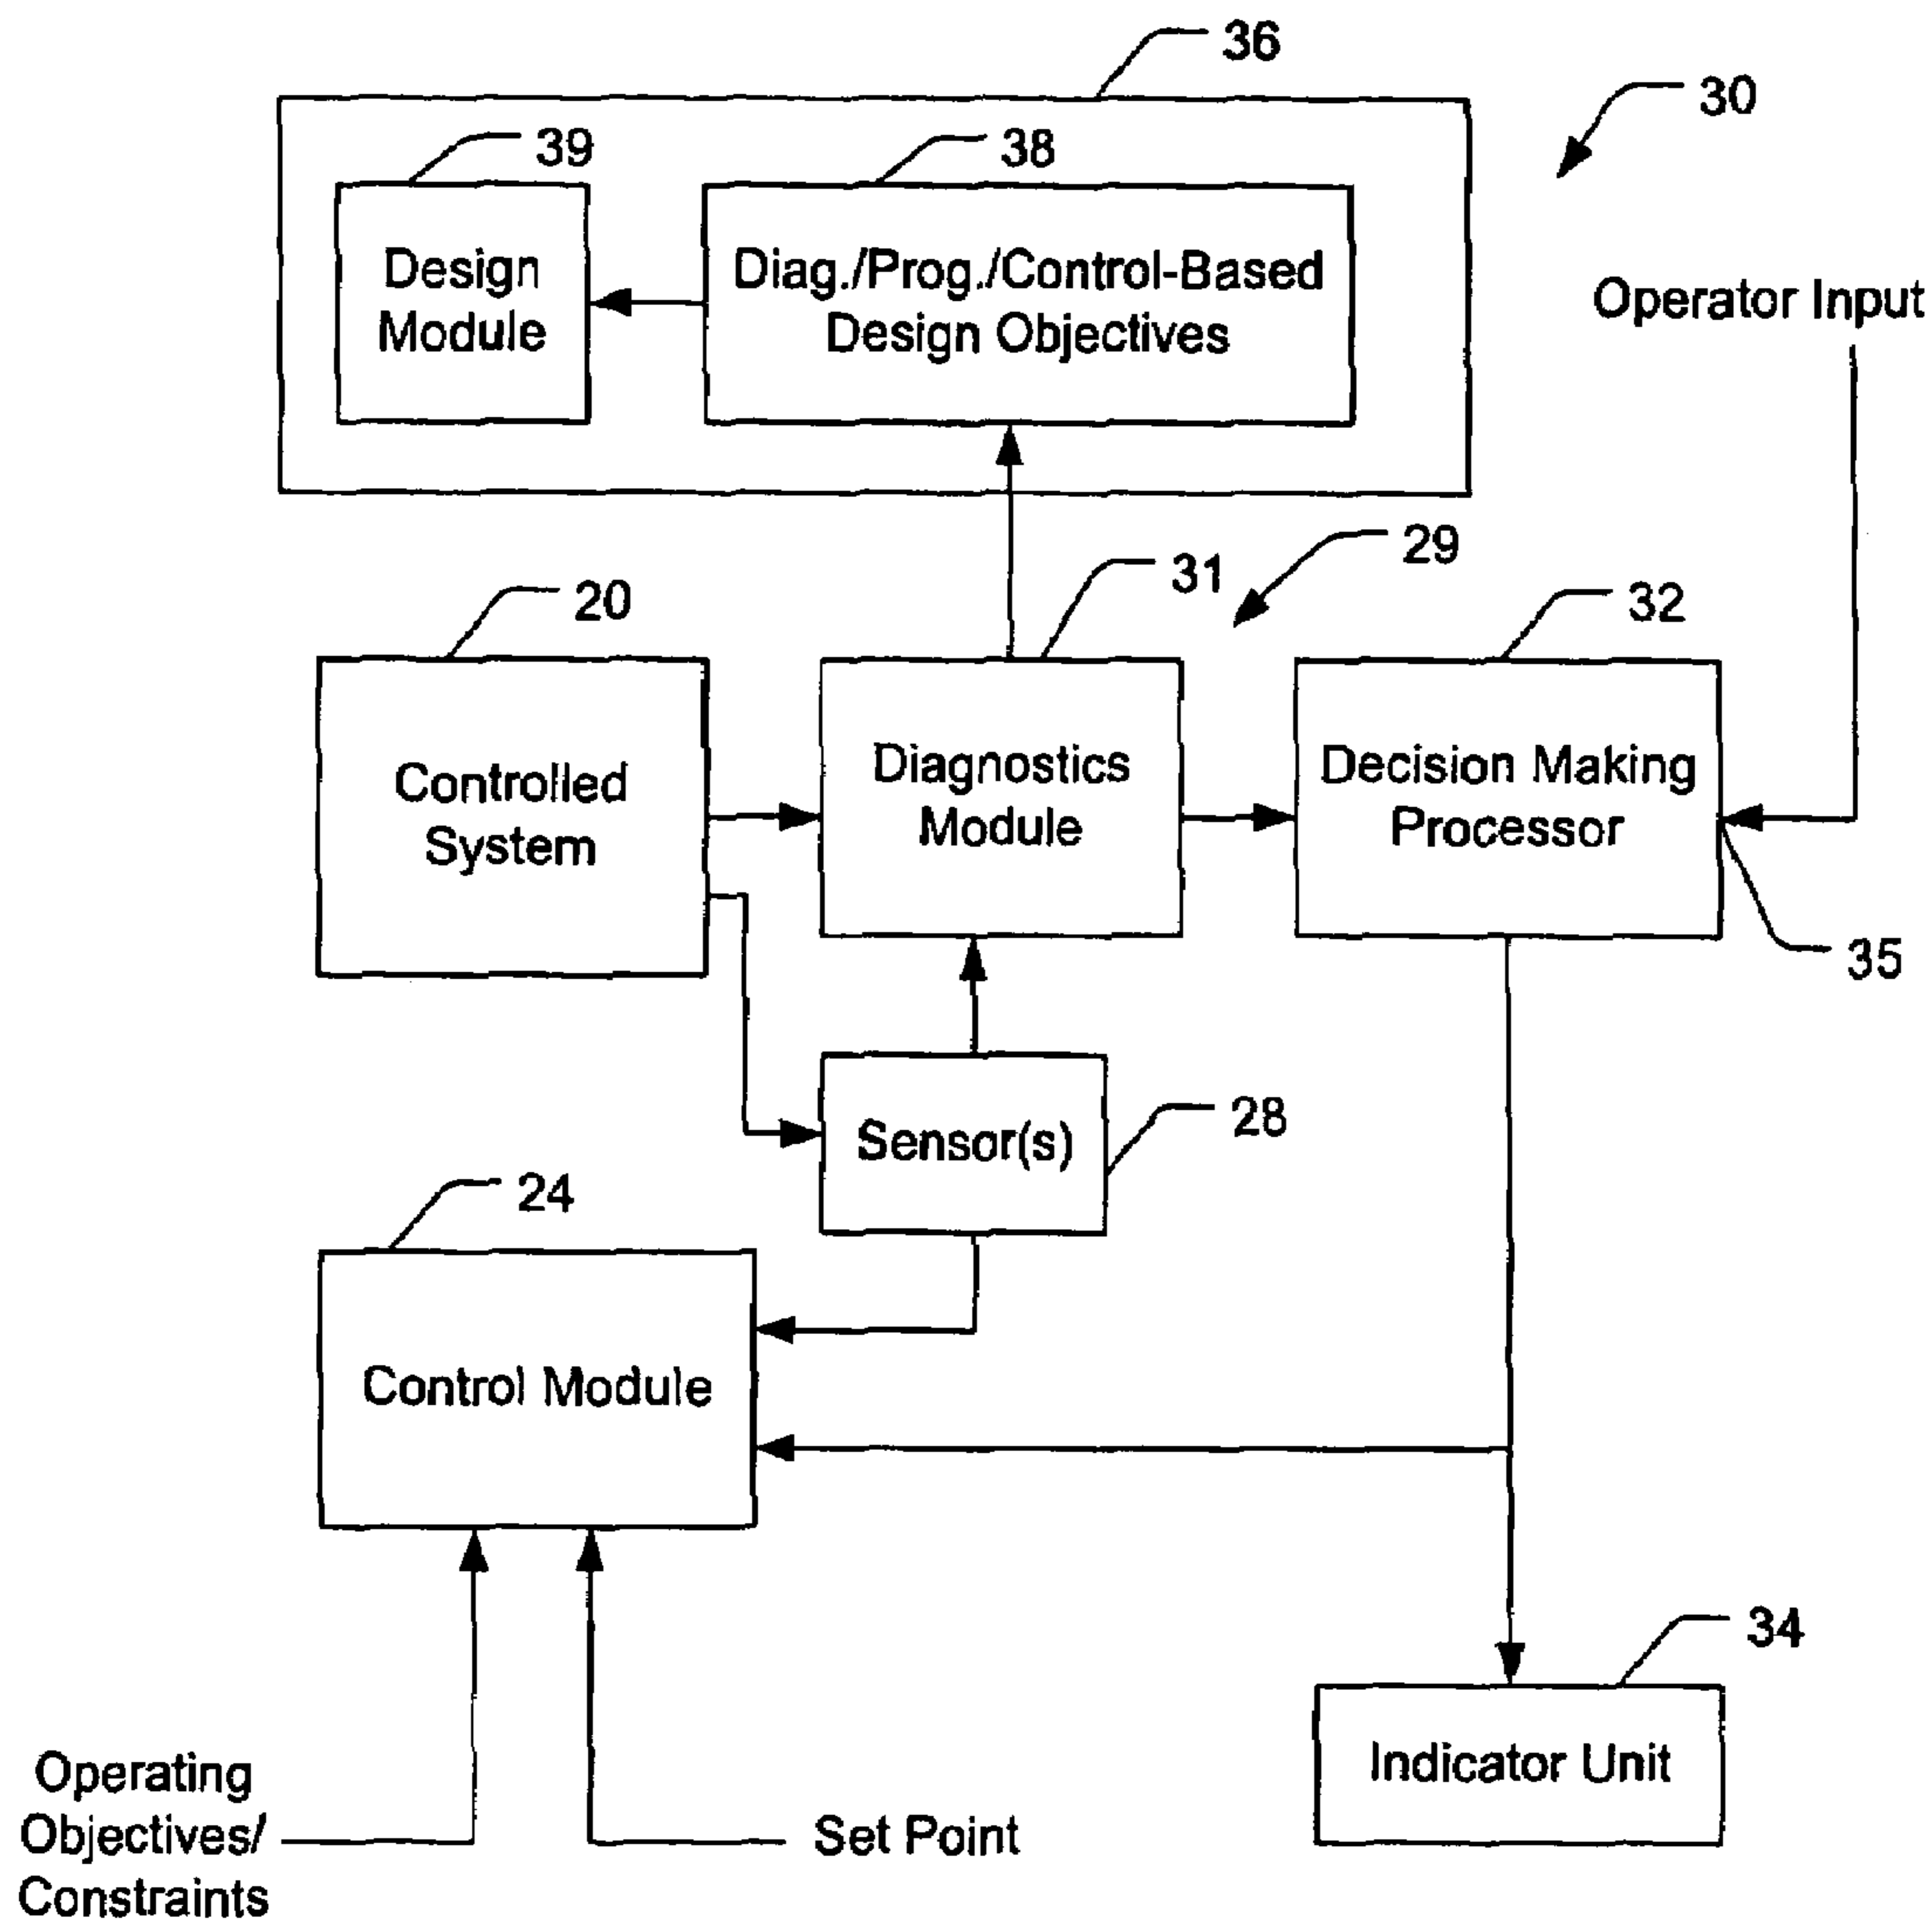 36
30
39
38
Design
Module
Diag./Prog./Control-Based
Design Objectives
Operator Input
29
31
20
32
Controlled
System
Diagnostics
Module
Decision Making
Processor
35
28
Sensor(s)
24
Control Module
34
Indicator Unit
Operating
Objectives/
Constraints
Set Point